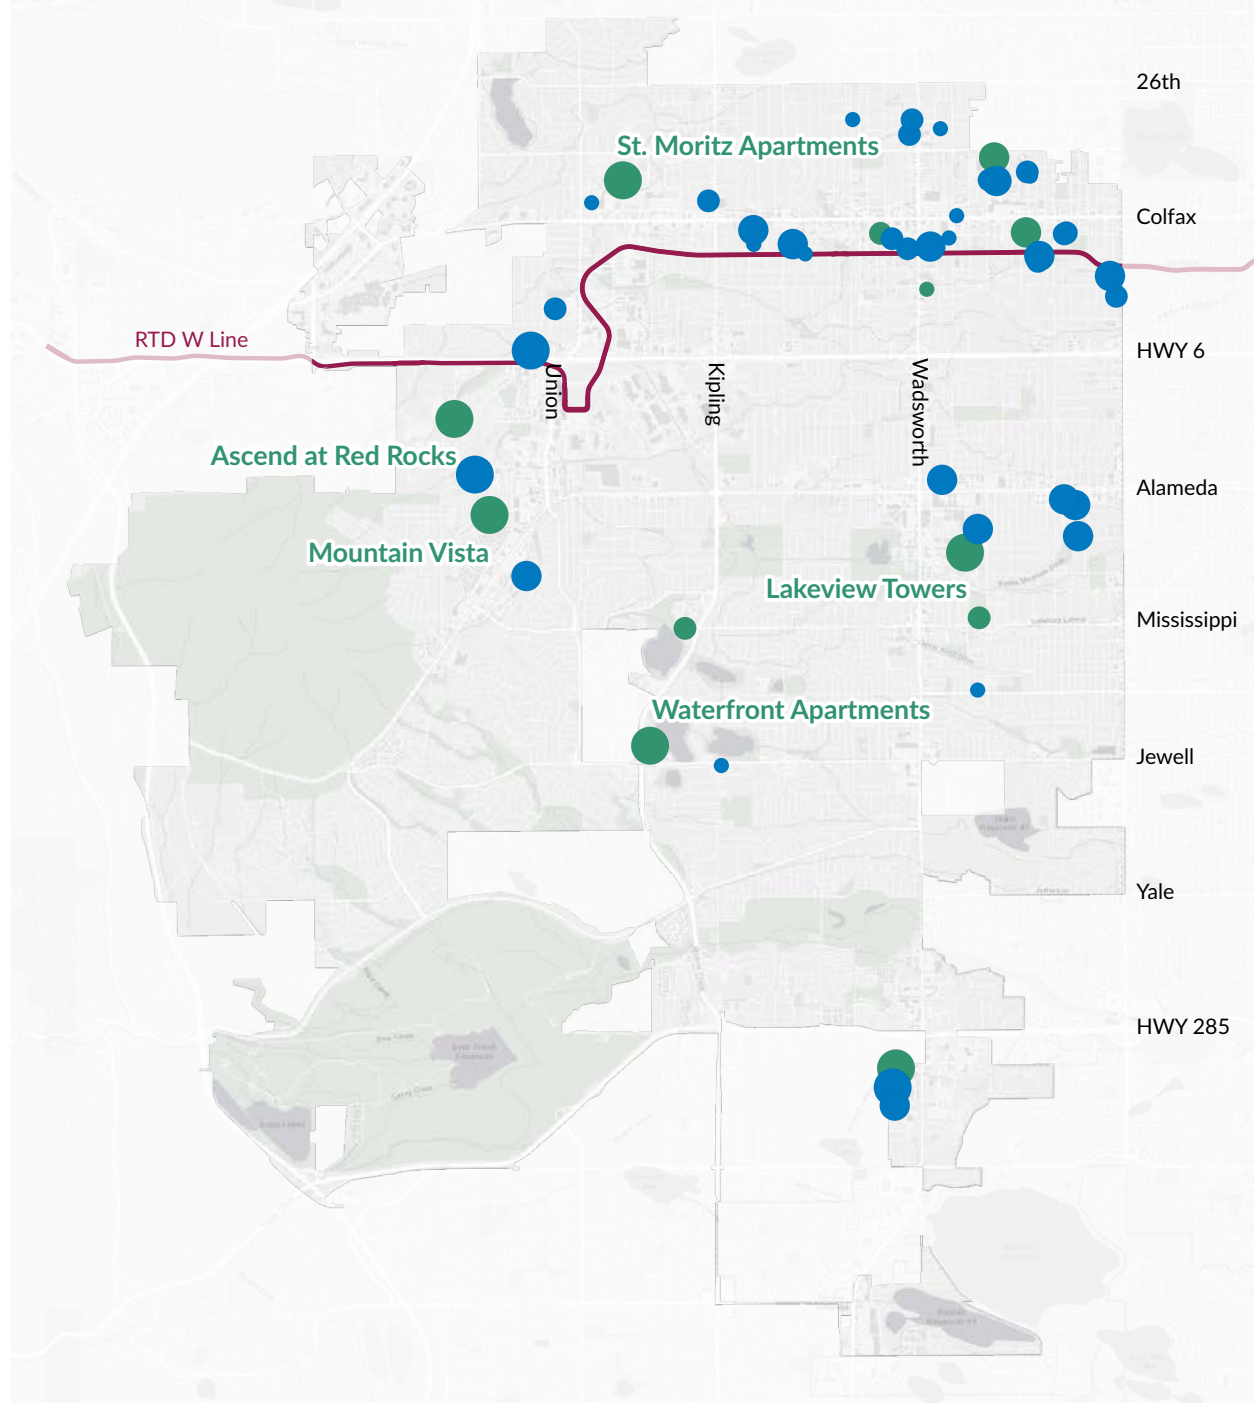 26th
St. Moritz Apartments
Colfax
RTD W Line
HWY 6
Union
Kipling
Wadsworth
Ascend at Red Rocks
Alameda
Mountain Vista
Lakeview Towers
Mississippi
Waterfront Apartments
Jewell
Yale
HWY 285